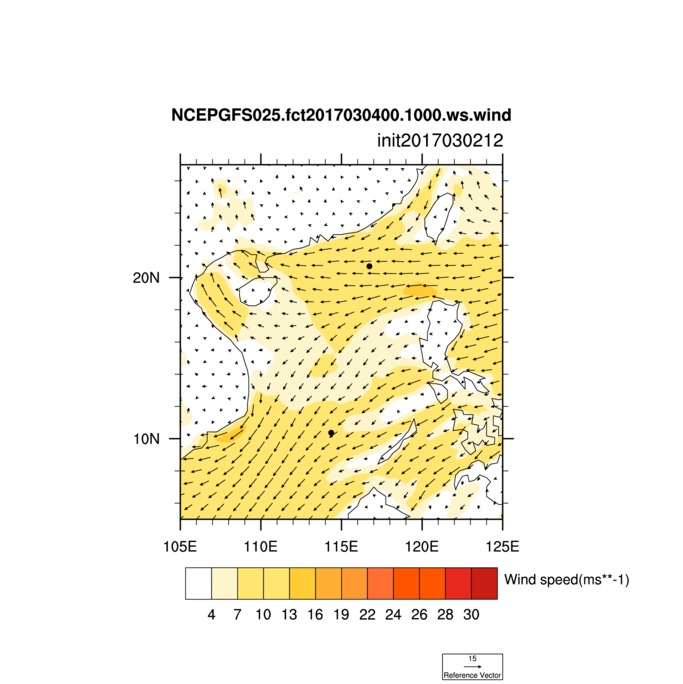 NCEPGFS025.fct2017030400.1000.ws.wind
init2017030212
20N
10N
105E 110E 115E 120E 125E
Wind speed(ms**-1)
4 7 10 13 16 19 22 24 26 28 30
15
Reference Vector